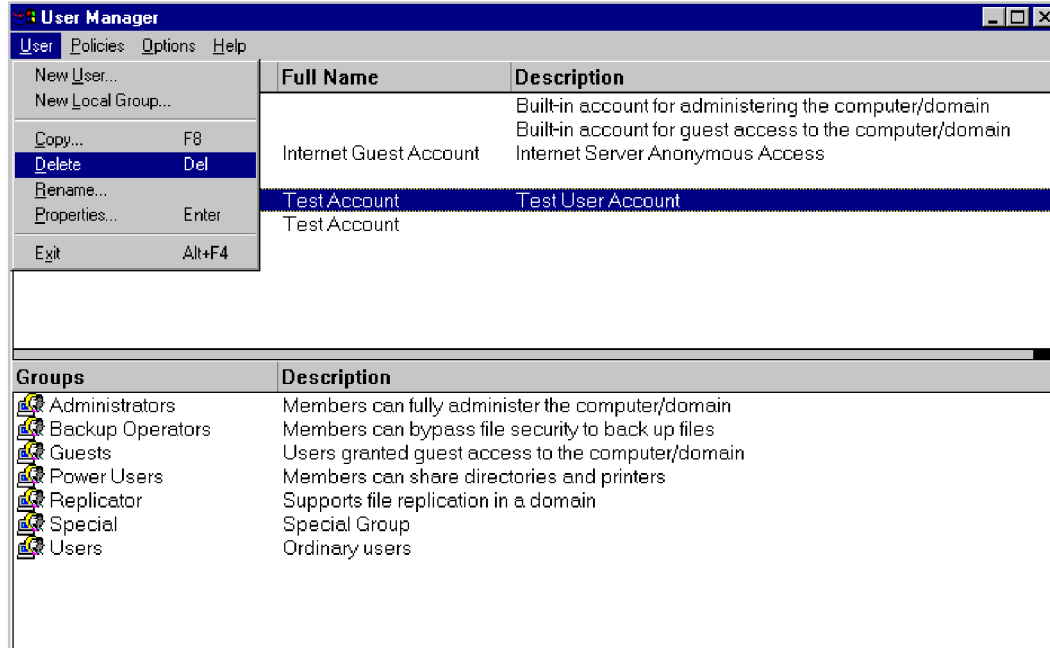 User Manager
User Policies Options Help
New User...
New Local Group...
Copy... F8
Delete Del
Rename...
Properties... Enter
Exit Alt+F4
Full Name Description
Built-in account for administering the computer/domain
Built-in account for guest access to the computer/domain
Internet Guest Account Internet Server Anonymous Access
Test Account Test User Account
Test Account
Groups Description
Administrators Members can fully administer the computer/domain
Backup Operators Members can bypass file security to back up files
Guests Users granted guest access to the computer/domain
Power Users Members can share directories and printers
Replicator Supports file replication in a domain
Special Special Group
Users Ordinary users